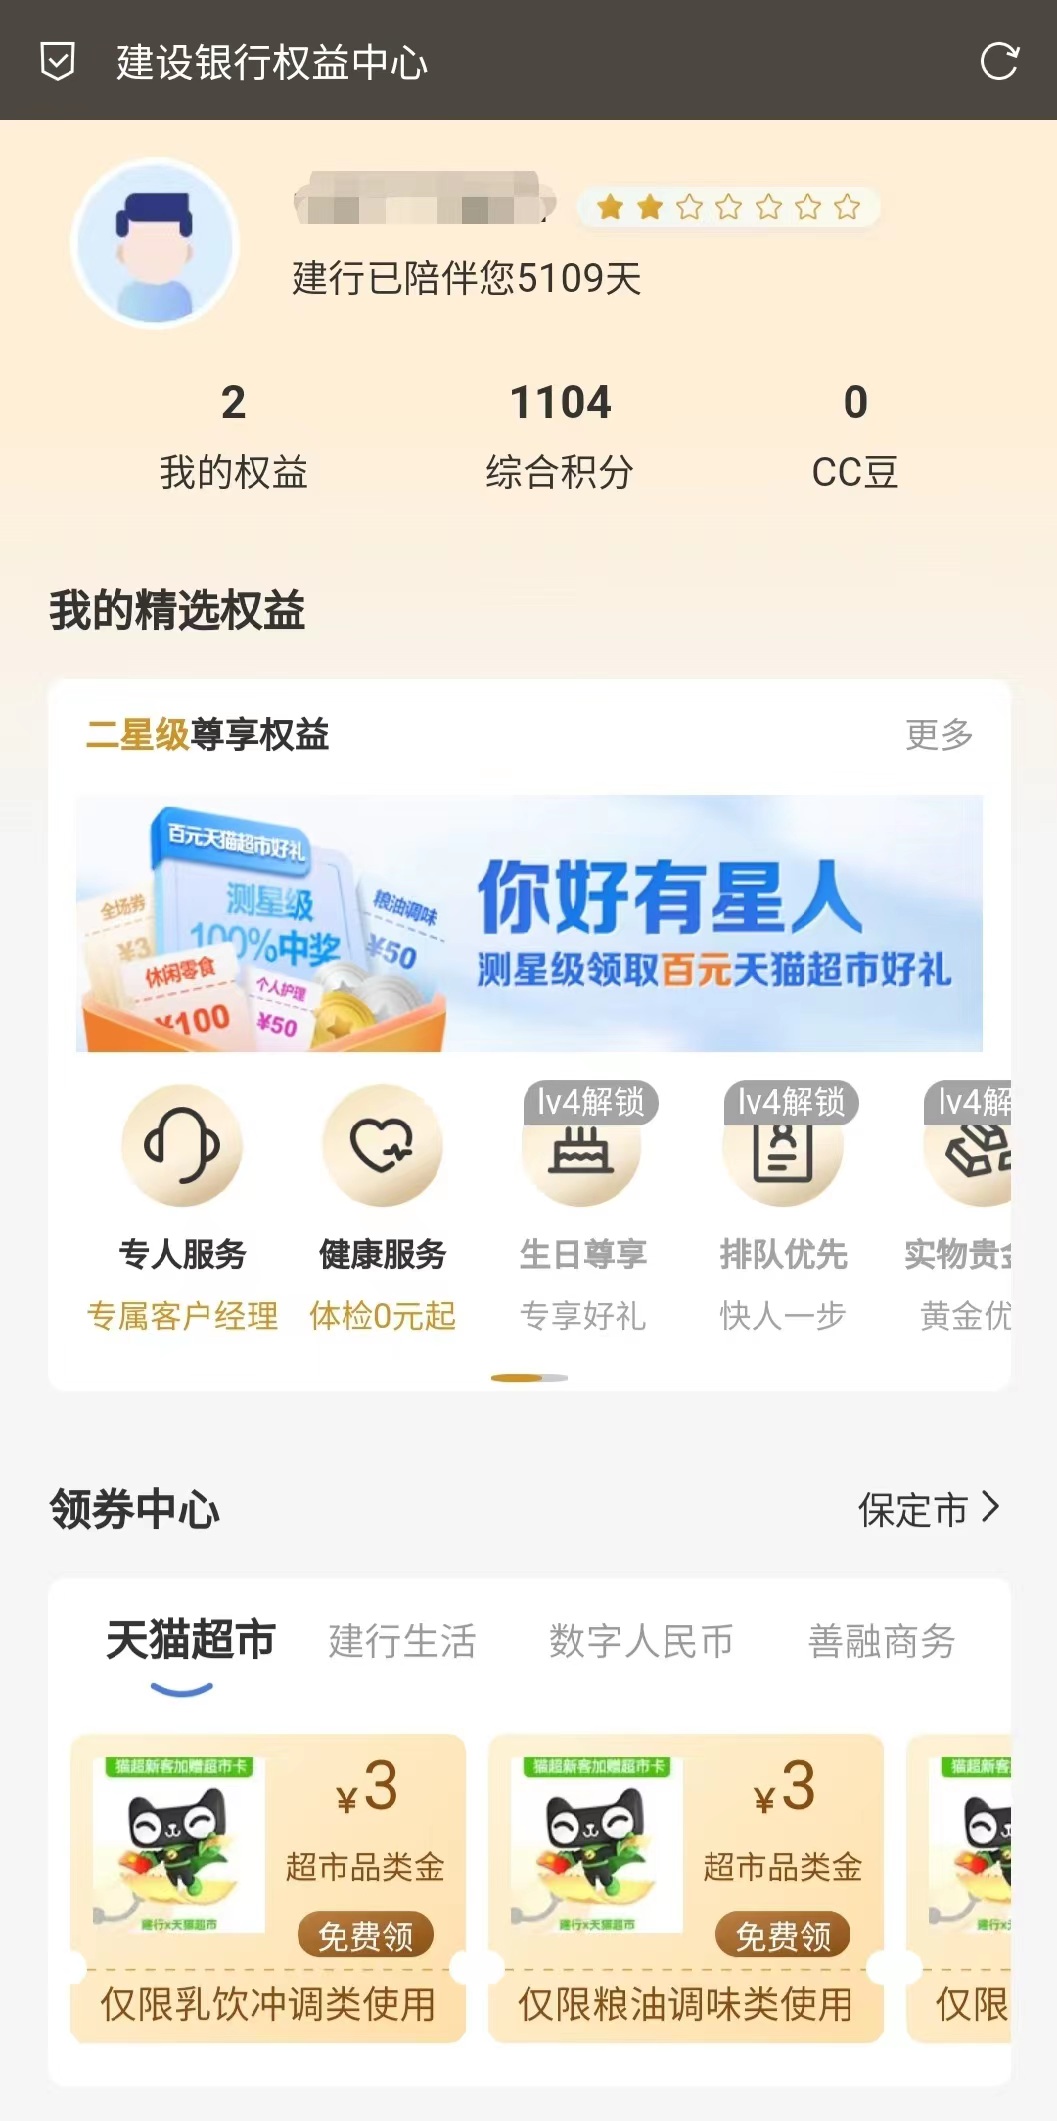 建设银行权益中心
建行已陪伴您5109天
2
我的权益
1104
综合积分
0
CC豆
我的精选权益
二星级尊享权益
更多
百元天猫超市好礼
测星级
100%中奖
全场券
¥3
休闲零食
¥100
个人护理
¥50
粮油调味
¥50
你好有星人
测星级领取百元天猫超市好礼
lv4解锁
lv4解锁
lv4解
专人服务
健康服务
生日尊享
排队优先
实物贵
专属客户经理
体检0元起
专享好礼
快人一步
黄金优
领券中心
保定市
天猫超市
建行生活
数字人民币
善融商务
猫超新客加赠超市卡
建行x天猫超市
¥3
超市品类金
免费领
仅限乳饮冲调类使用
猫超新客加赠超市卡
建行x天猫超市
¥3
超市品类金
免费领
仅限粮油调味类使用
猫超新客
建行x
仅限